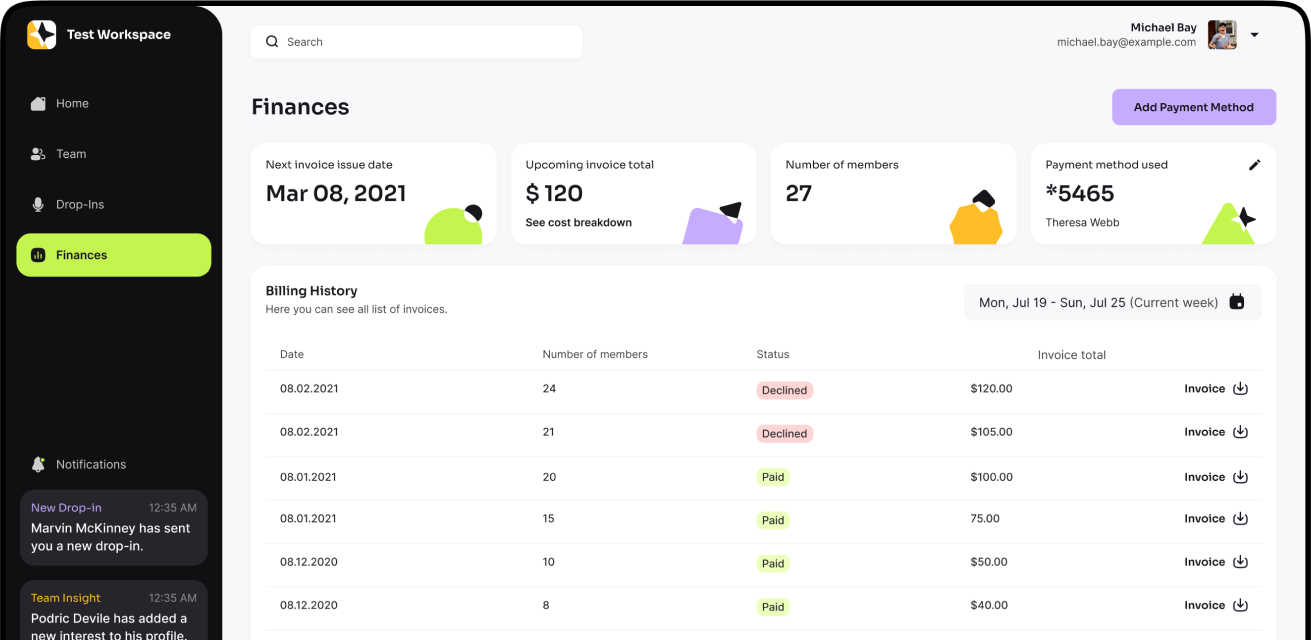 Test Workspace
Home
Team
Drop-Ins
Finances
Notifications
New Drop-in 12:35 AM
Marvin McKinney has sent
you a new drop-in.
Team Insight 12:35 AM
Podric Devile has added a
new interest to his profile.
Search
Michael Bay
michael.bay@example.com
Finances
Add Payment Method
Next invoice issue date
Mar 08, 2021
Upcoming invoice total
$ 120
See cost breakdown
Number of members
27
Payment method used
*5465
Theresa Webb
Billing History
Here you can see all list of invoices.
Mon, Jul 19 - Sun, Jul 25 (Current week)
Date Number of members Status Invoice total
08.02.2021 24 Declined $120.00 Invoice
08.02.2021 21 Declined $105.00 Invoice
08.01.2021 20 Paid $100.00 Invoice
08.01.2021 15 Paid 75.00 Invoice
08.12.2020 10 Paid $50.00 Invoice
08.12.2020 8 Paid $40.00 Invoice